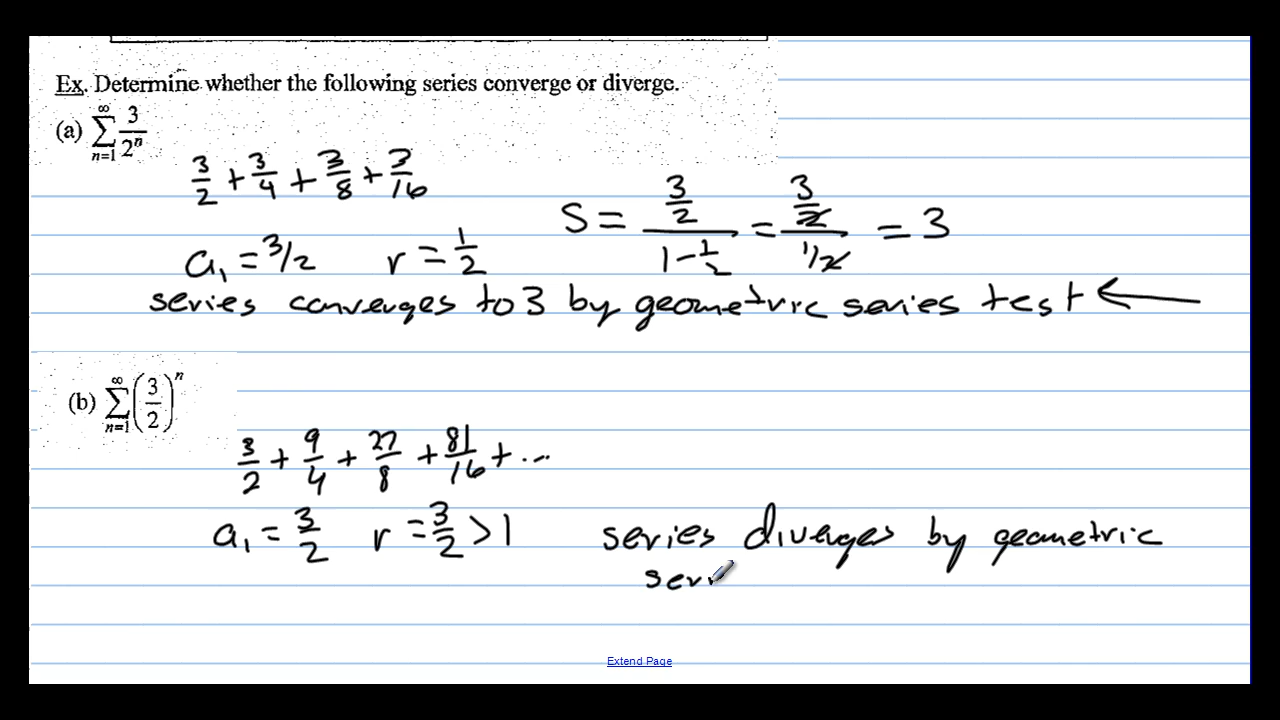 Ex. Determine whether the following series converge or diverge.
(a) ∞ ∑ n=1 3/2ⁿ
3/2 + 3/4 + 3/8 + 3/16
S = (3/2)/(1-1/2) = (3/2)/(1/2) = 3
a₁ = 3/2 r = 1/2
series converges to 3 by geometric series test ←
(b) ∞ ∑ n=1 (3/2)ⁿ
3/2 + 9/4 + 27/8 + 81/16 + ...
a₁ = 3/2 r = 3/2 > 1 series diverges by geometric
seri
Extend Page